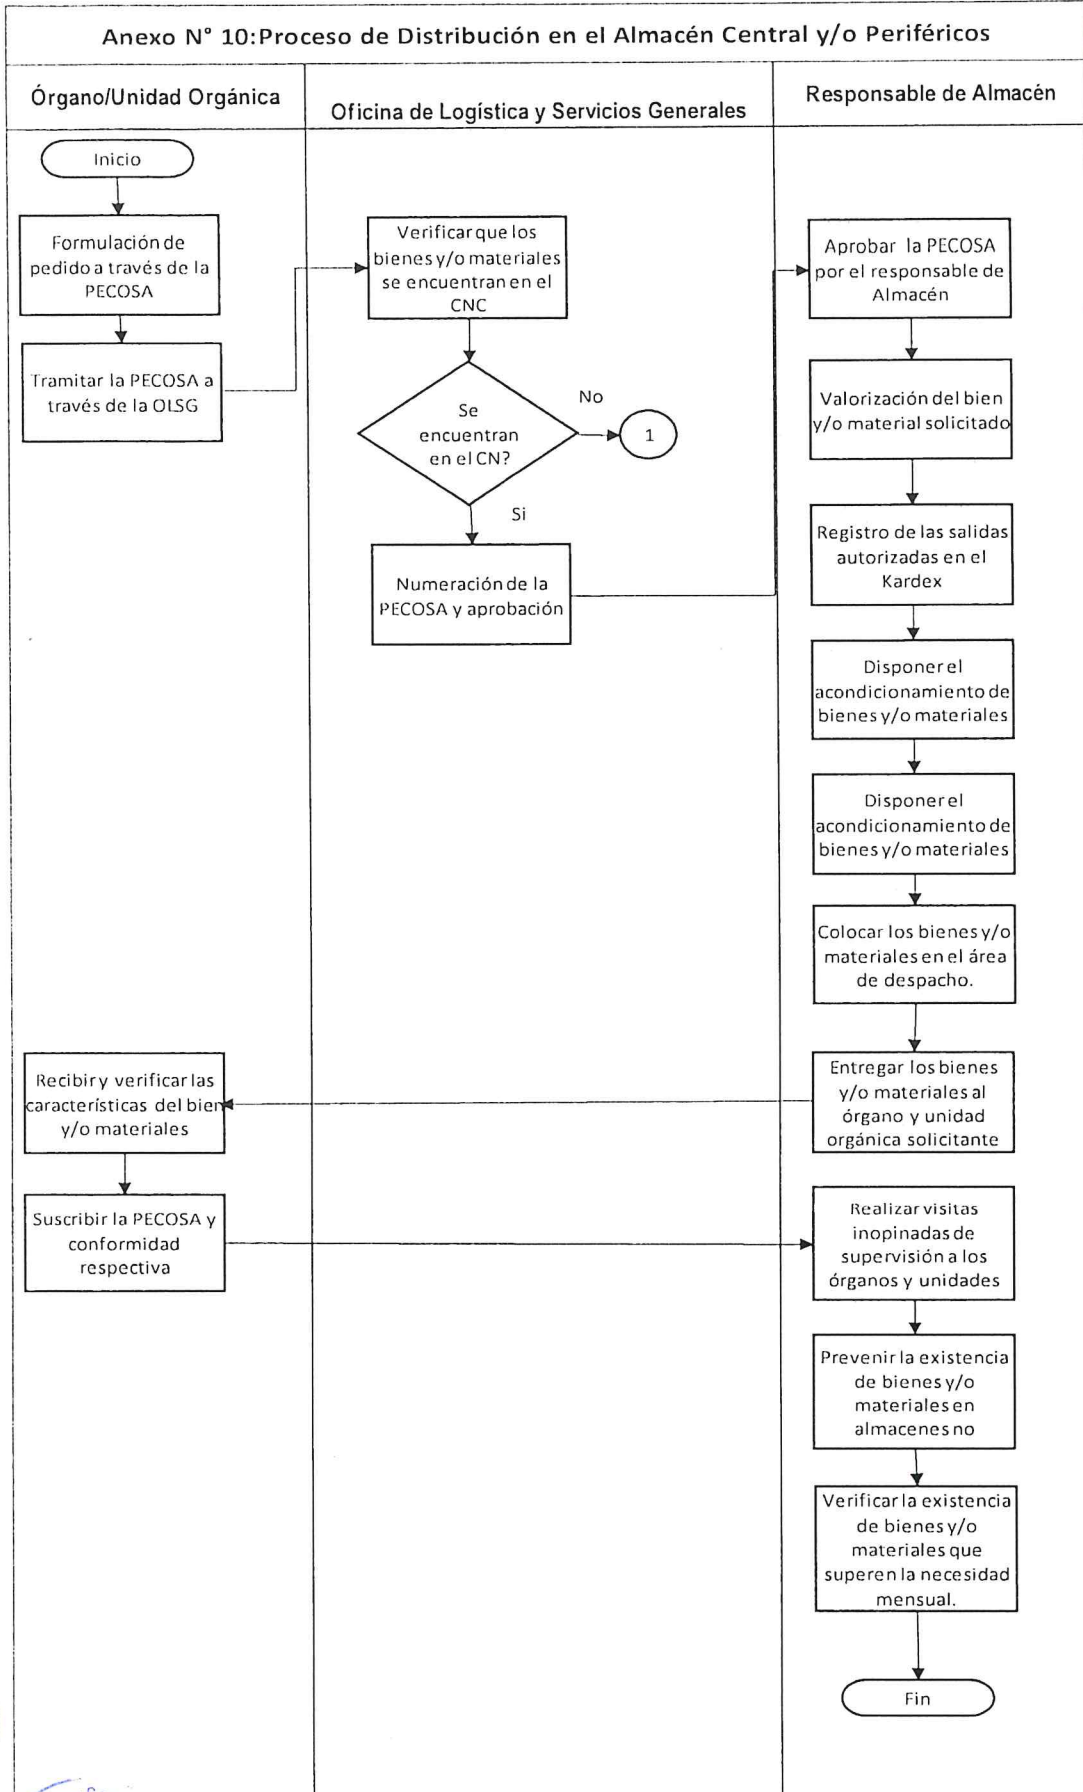 Anexo N° 10:Proceso de Distribución en el Almacén Central y/o Periféricos
Órgano/Unidad Orgánica
Oficina de Logística y Servicios Generales
Responsable de Almacén
Inicio
Formulación de
pedido a través de la
PECOSA
Tramitar la PECOSA a
través de la OLSG
Verificar que los
bienes y/o materiales
se encuentran en el
CNC
Se
encuentran
en el CN?
No
1
Si
Numeración de la
PECOSA y aprobación
Aprobar la PECOSA
por el responsable de
Almacén
Valorización del bien
y/o material solicitado
Registro de las salidas
autorizadas en el
Kardex
Disponer el
acondicionamiento de
bienes y/o materiales
Disponer el
acondicionamiento de
bienes y/o materiales
Colocar los bienes y/o
materiales en el área
de despacho.
Entregar los bienes
y/o materiales al
órgano y unidad
orgánica solicitante
Recibir y verificar las
características del bien
y/o materiales
Suscribir la PECOSA y
conformidad
respectiva
Realizar visitas
inopinadas de
supervisión a los
órganos y unidades
Prevenir la existencia
de bienes y/o
materiales en
almacenes no
Verificar la existencia
de bienes y/o
materiales que
superen la necesidad
mensual.
Fin